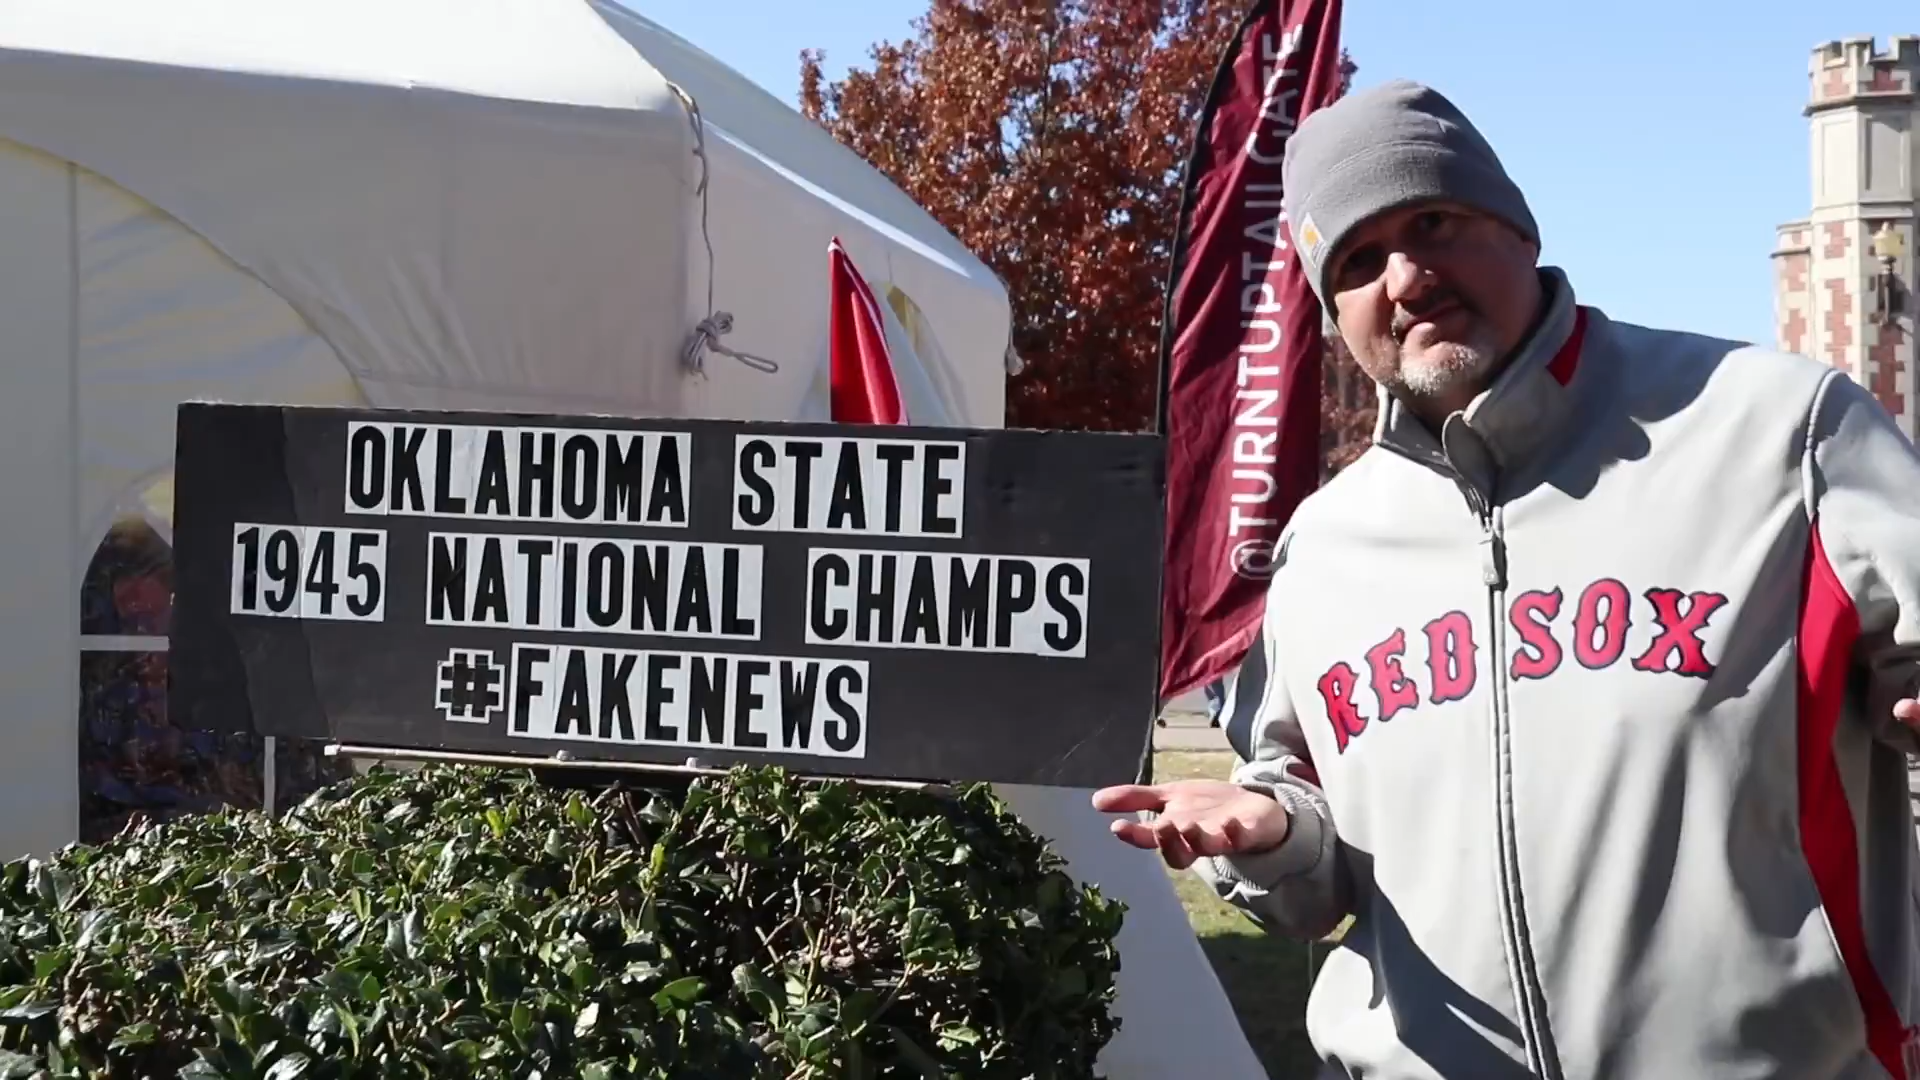 OKLAHOMA STATE
1945 NATIONAL CHAMPS
#FAKENEWS
@TURNTUPTAILGATE
RED SOX